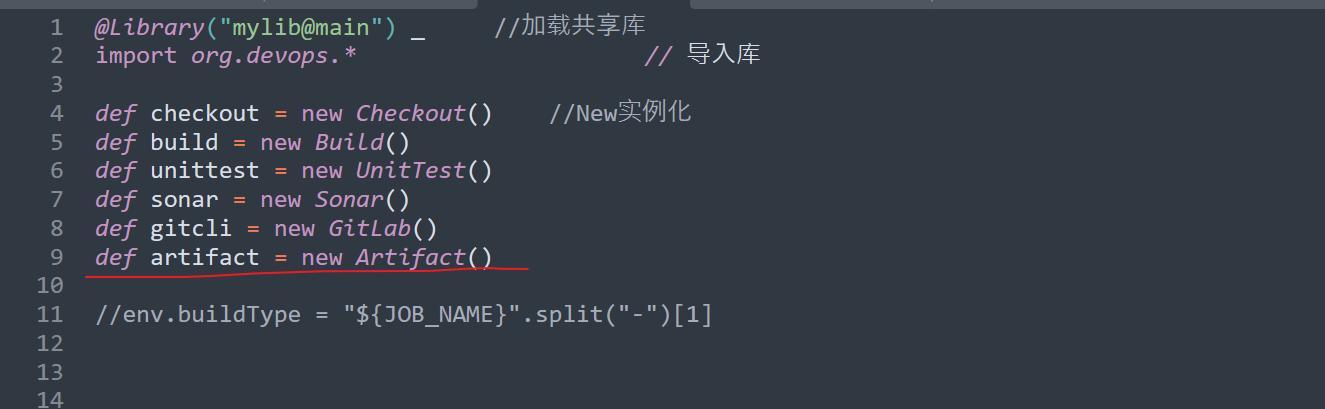 1 @Library("mylib@main") _ //加载共享库
2 import org.devops.* // 导入库
3
4 def checkout = new Checkout() //New实例化
5 def build = new Build()
6 def unittest = new UnitTest()
7 def sonar = new Sonar()
8 def gitcli = new GitLab()
9 def artifact = new Artifact()
10
11 //env.buildType = "${JOB_NAME}".split("-")[1]
12
13
14